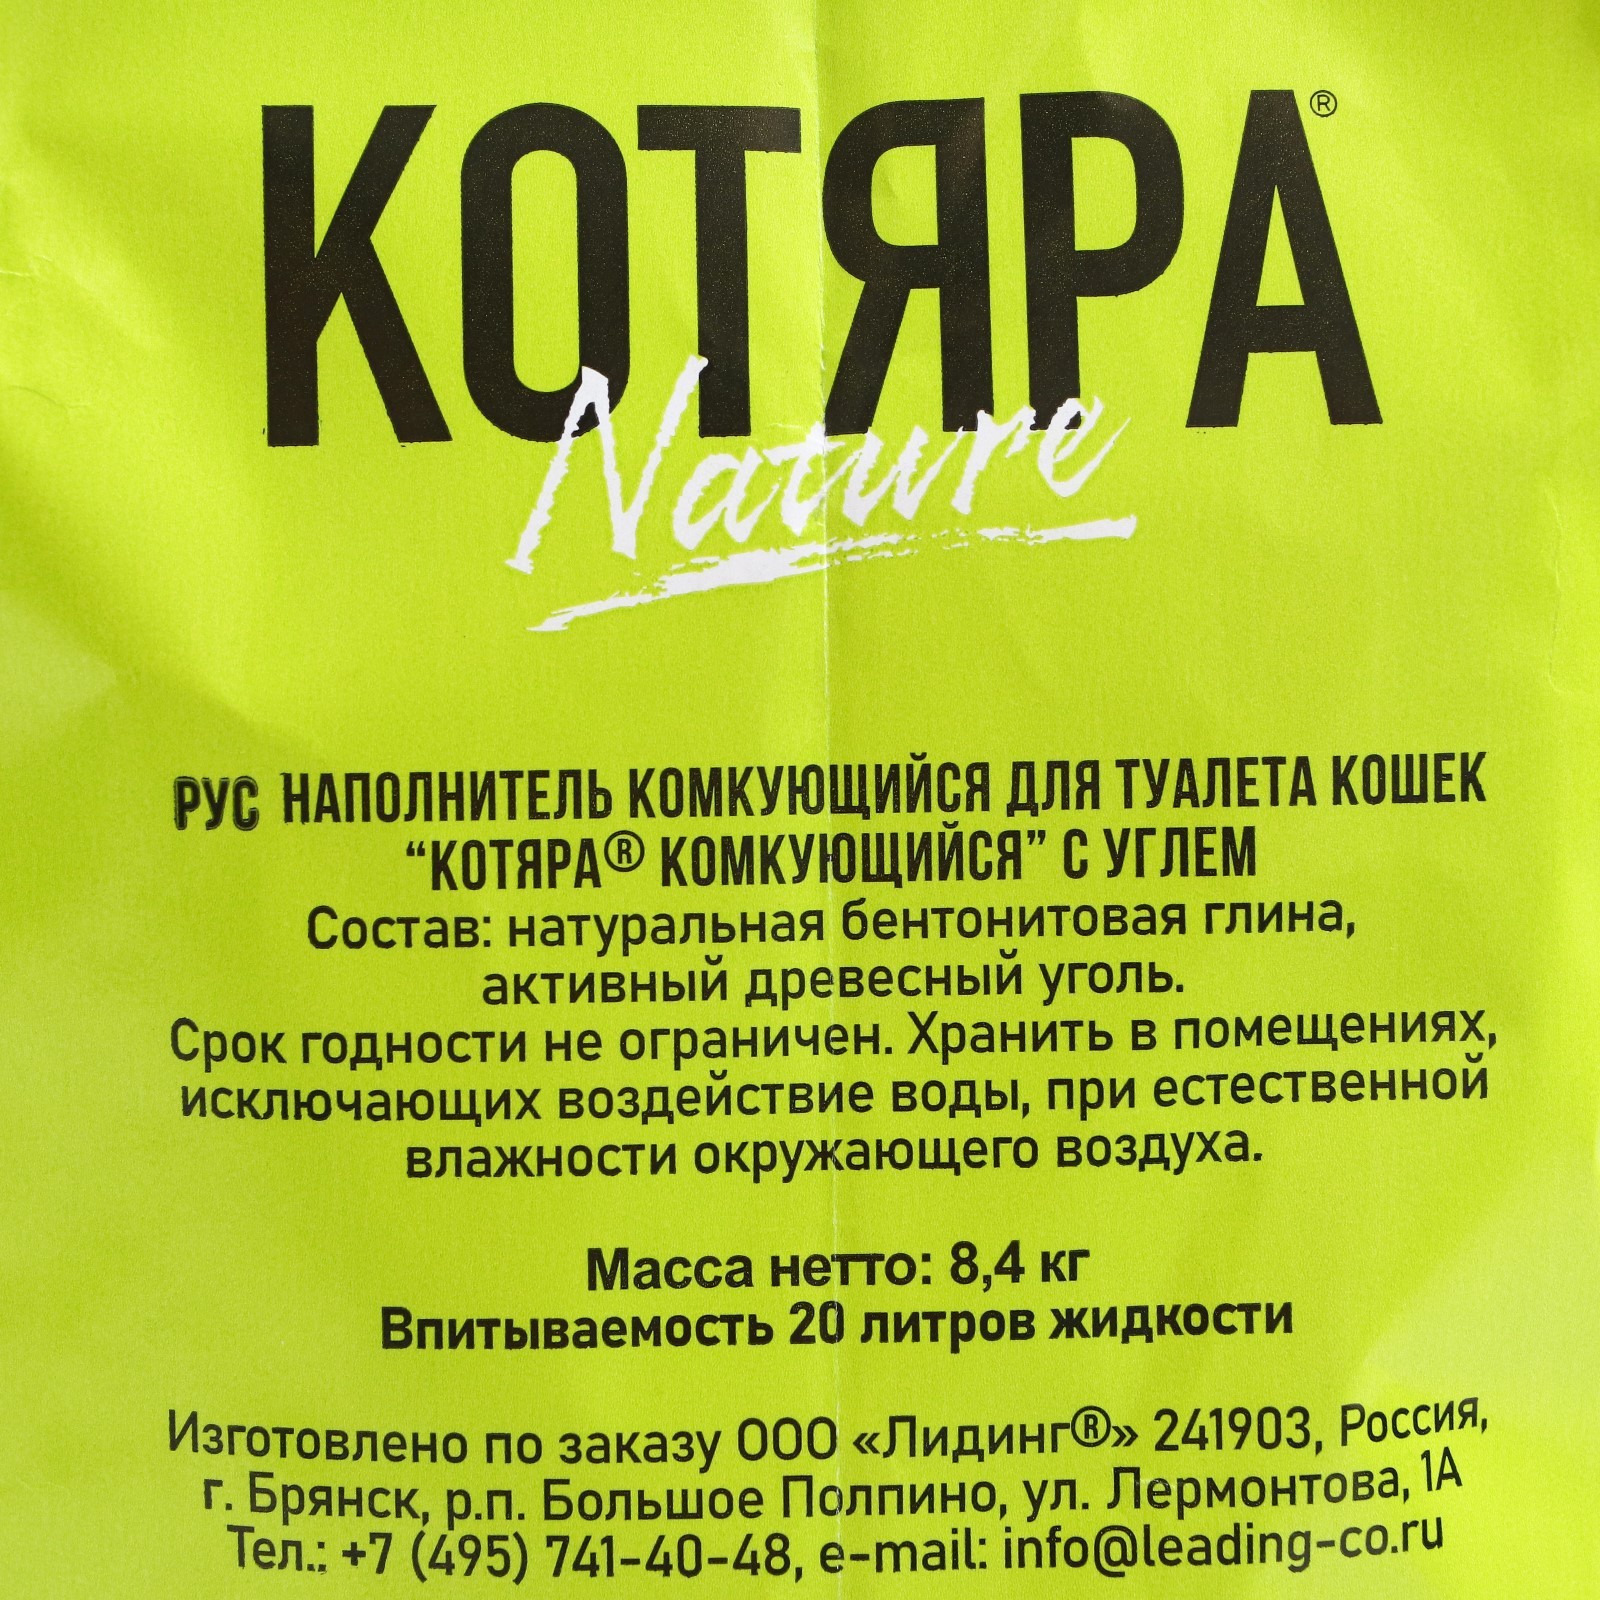 КОТЯРА®
Nature
РУС НАПОЛНИТЕЛЬ КОМКУЮЩИЙСЯ ДЛЯ ТУАЛЕТА КОШЕК
“КОТЯРА® КОМКУЮЩИЙСЯ” С УГЛЕМ
Состав: натуральная бентонитовая глина,
активный древесный уголь.
Срок годности не ограничен. Хранить в помещениях,
исключающих воздействие воды, при естественной
влажности окружающего воздуха.
Масса нетто: 8,4 кг
Впитываемость 20 литров жидкости
Изготовлено по заказу ООО «Лидинг®» 241903, Россия,
г. Брянск, р.п. Большое Полпино, ул. Лермонтова, 1А
Тел.: +7 (495) 741-40-48, e-mail: info@leading-co.ru